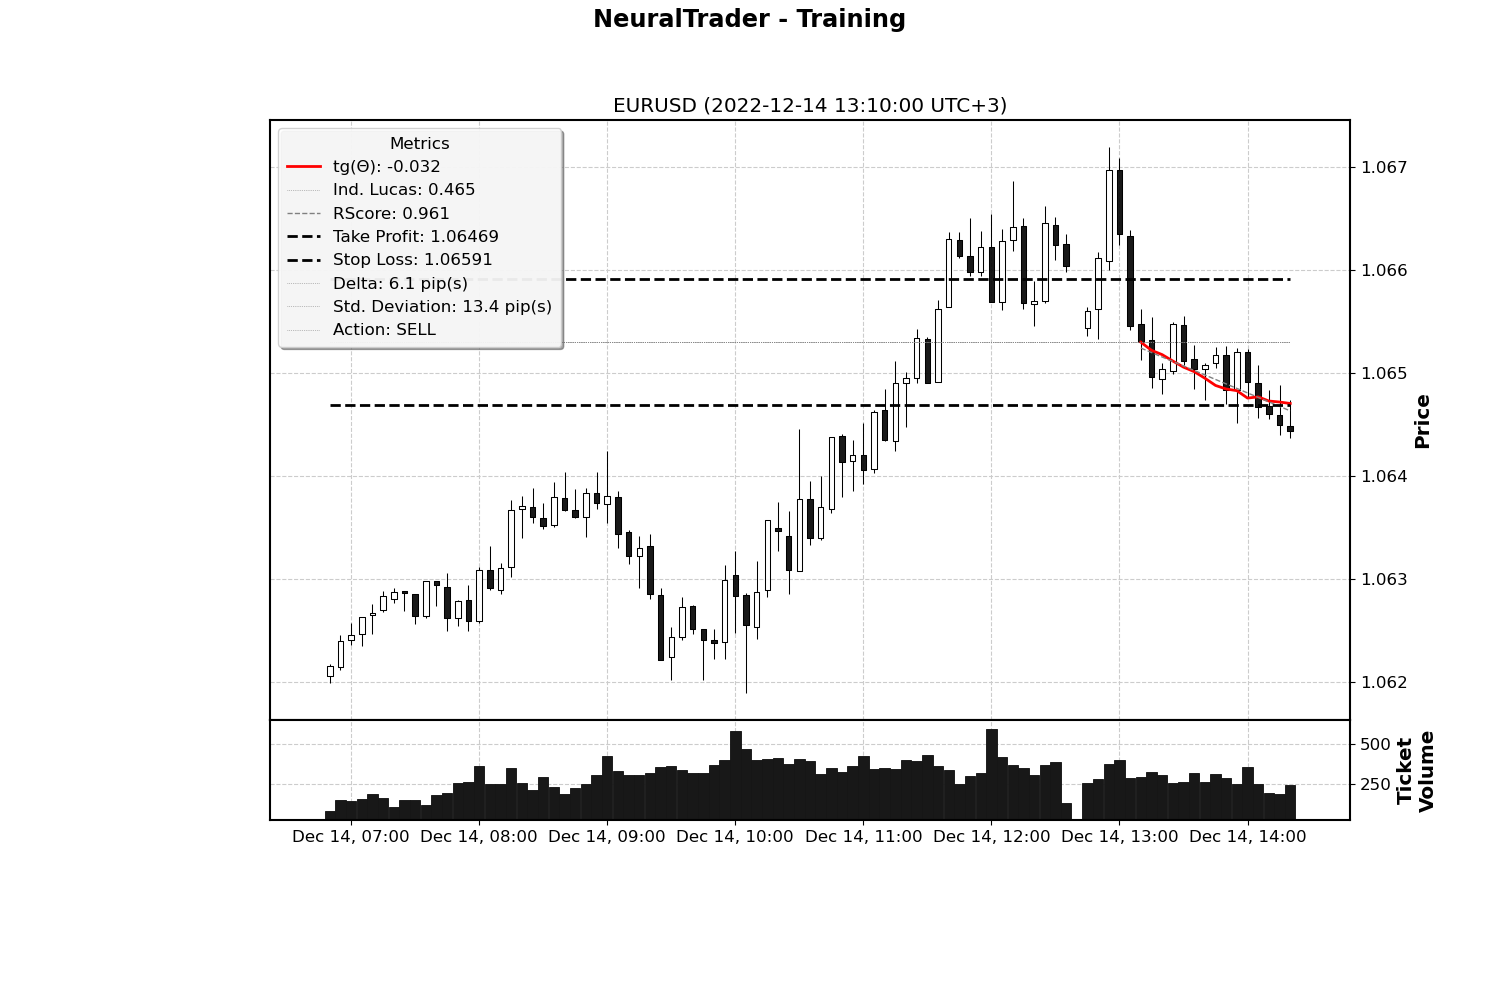 NeuralTrader - Training
EURUSD (2022-12-14 13:10:00 UTC+3)
Metrics
tg(Θ): -0.032
Ind. Lucas: 0.465
RScore: 0.961
Take Profit: 1.06469
Stop Loss: 1.06591
Delta: 6.1 pip(s)
Std. Deviation: 13.4 pip(s)
Action: SELL
1.067
1.066
1.065
1.064
1.063
1.062
Price
500
250
Ticket
Volume
Dec 14, 07:00 Dec 14, 08:00 Dec 14, 09:00 Dec 14, 10:00 Dec 14, 11:00 Dec 14, 12:00 Dec 14, 13:00 Dec 14, 14:00